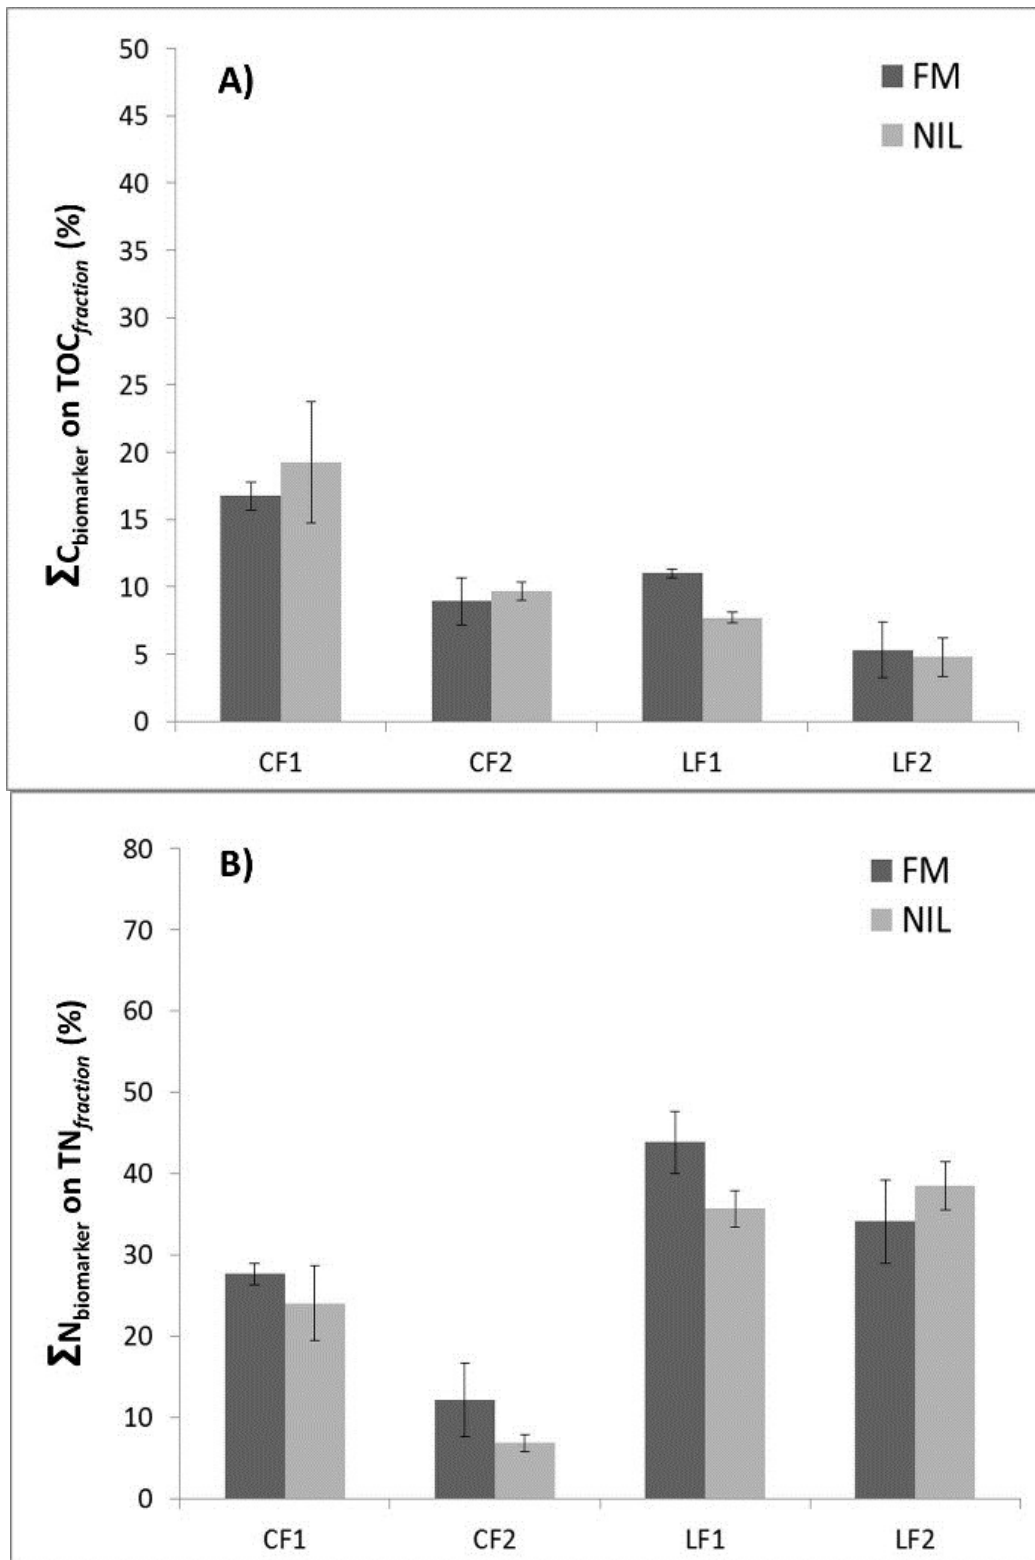 A)
FM
NIL
50
45
40
35
30
25
20
15
10
5
0
ΣCbiomarker on TOCfraction (%)
CF1 CF2 LF1 LF2
B)
FM
NIL
80
70
60
50
40
30
20
10
0
ΣNbiomarker on TNfraction (%)
CF1 CF2 LF1 LF2